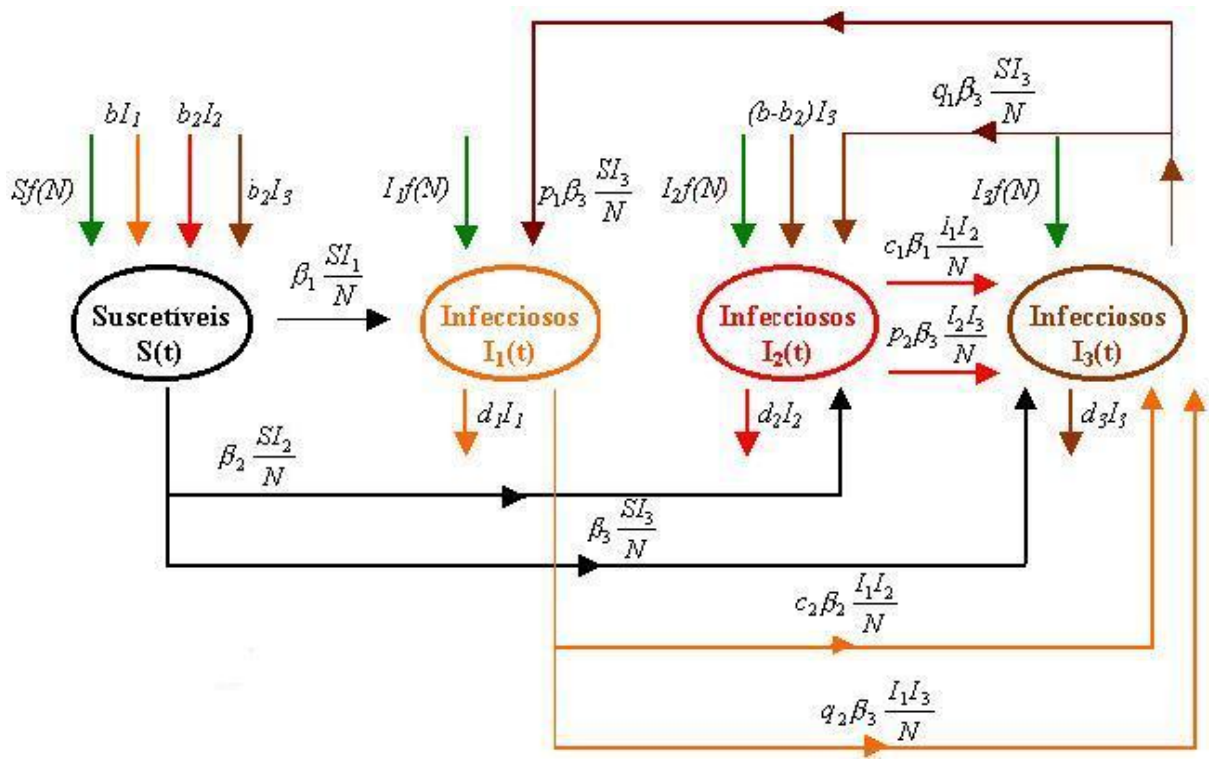 q₁β₃ SI₃/N
bI₁
b₂I₂
(b-b₂)I₃
Sf(N)
b₂I₃
I₁f(N)
p₁β₃ SI₃/N
I₂f(N)
I₃f(N)
β₁ SI₁/N
c₁β₁ I₁I₂/N
Suscetíveis
S(t)
Infecciosos
I₁(t)
Infecciosos
I₂(t)
p₂β₃ I₂I₃/N
Infecciosos
I₃(t)
d₁I₁
d₂I₂
d₃I₃
β₂ SI₂/N
β₃ SI₃/N
c₂β₂ I₁I₂/N
q₂β₃ I₁I₃/N